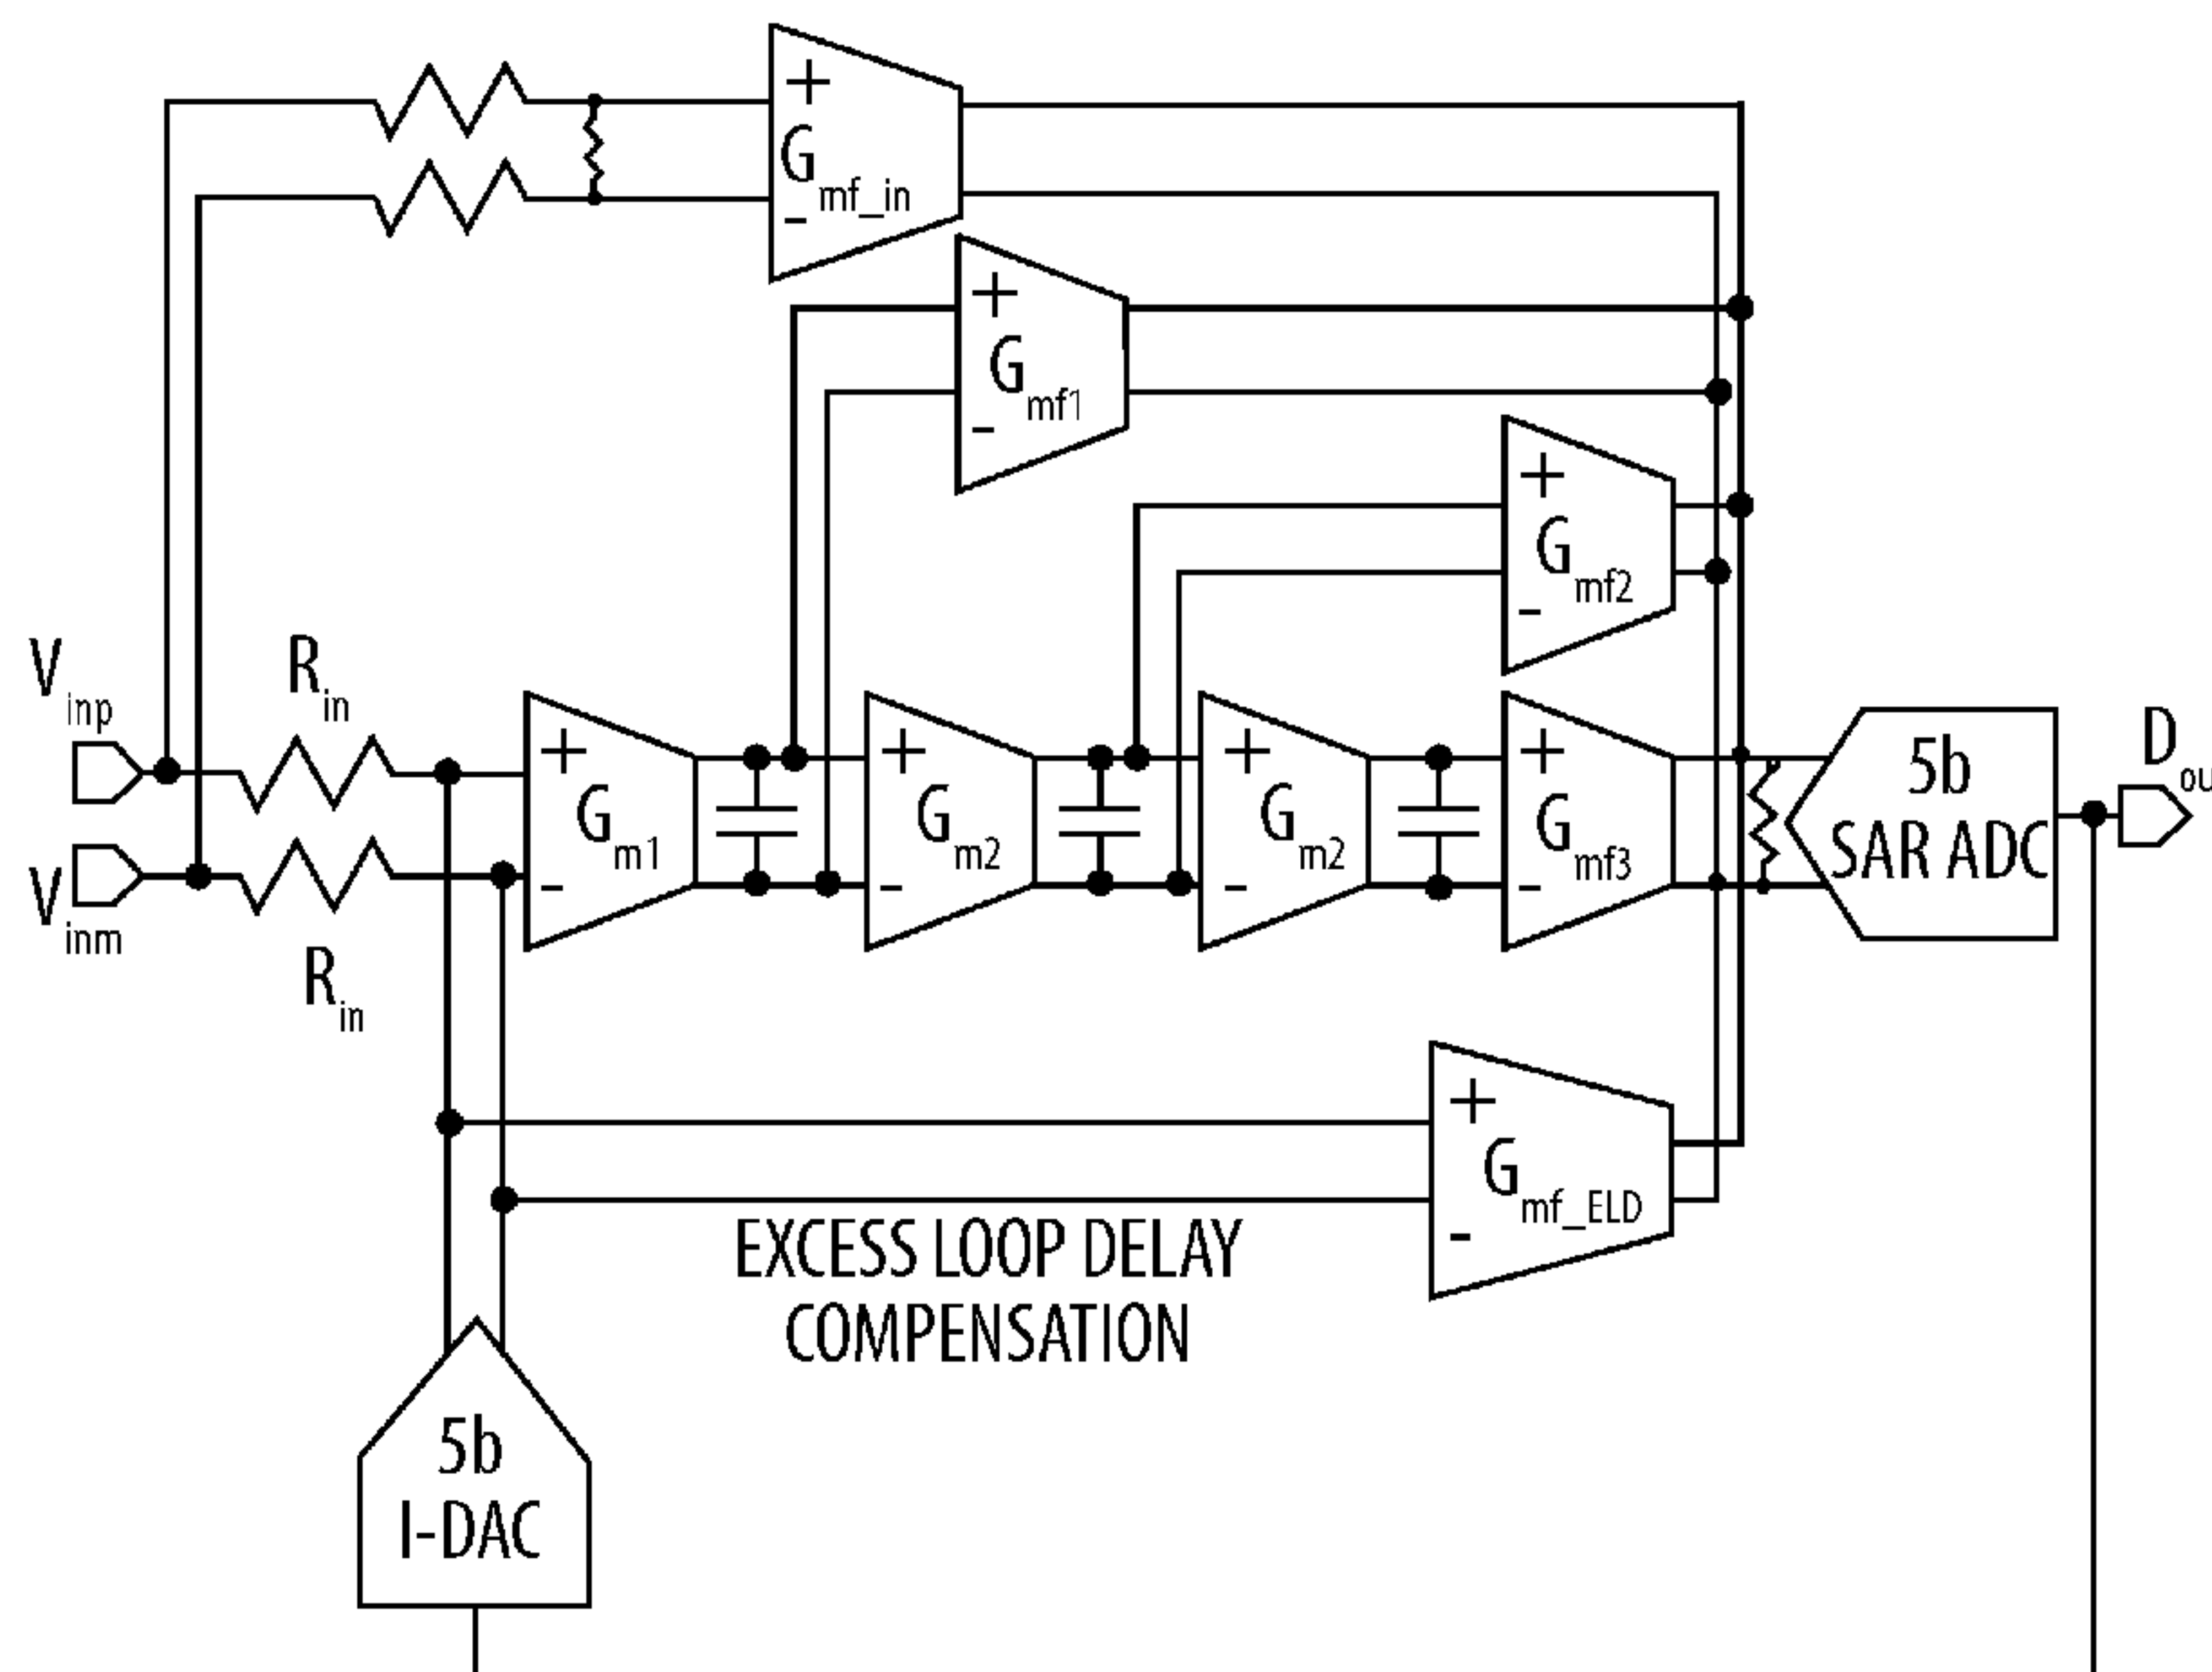 +
G mf_in
-
+
G mf1
-
+
G mf2
-
V inp
R in
+
G m1
-
+
G m2
-
+
G m2
-
+
G mf3
-
5b
SAR ADC
D ou
V inm
R in
+
G mf_ELD
-
EXCESS LOOP DELAY
COMPENSATION
5b
I-DAC